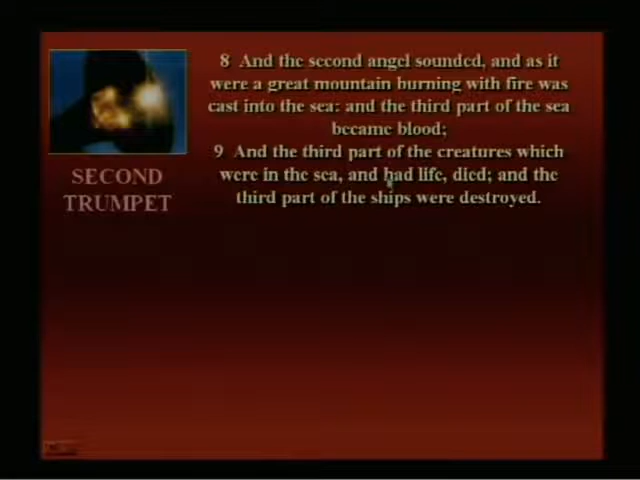 8 And the second angel sounded, and as it
were a great mountain burning with fire was
cast into the sea: and the third part of the sea
became blood;
9 And the third part of the creatures which
were in the sea, and had life, died; and the
third part of the ships were destroyed.
SECOND
TRUMPET